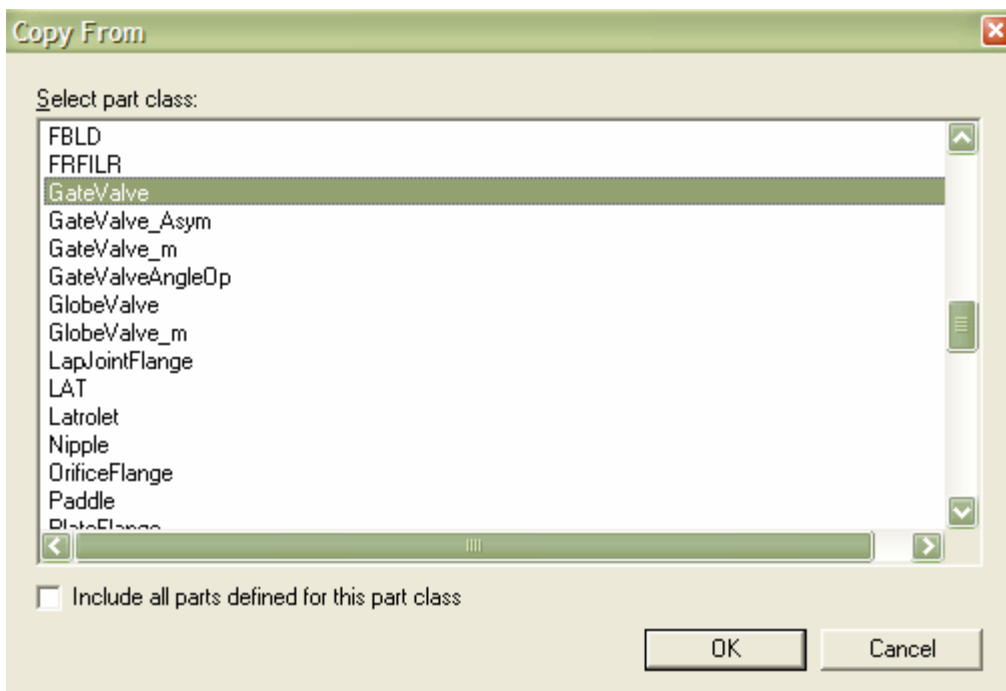 Copy From
Select part class:
FBLD
FRFILR
GateValve
GateValve_Asym
GateValve_m
GateValveAngleOp
GlobeValve
GlobeValve_m
LapJointFlange
LAT
Latrolet
Nipple
OrificeFlange
Paddle
PlateFlange
Include all parts defined for this part class
OK
Cancel